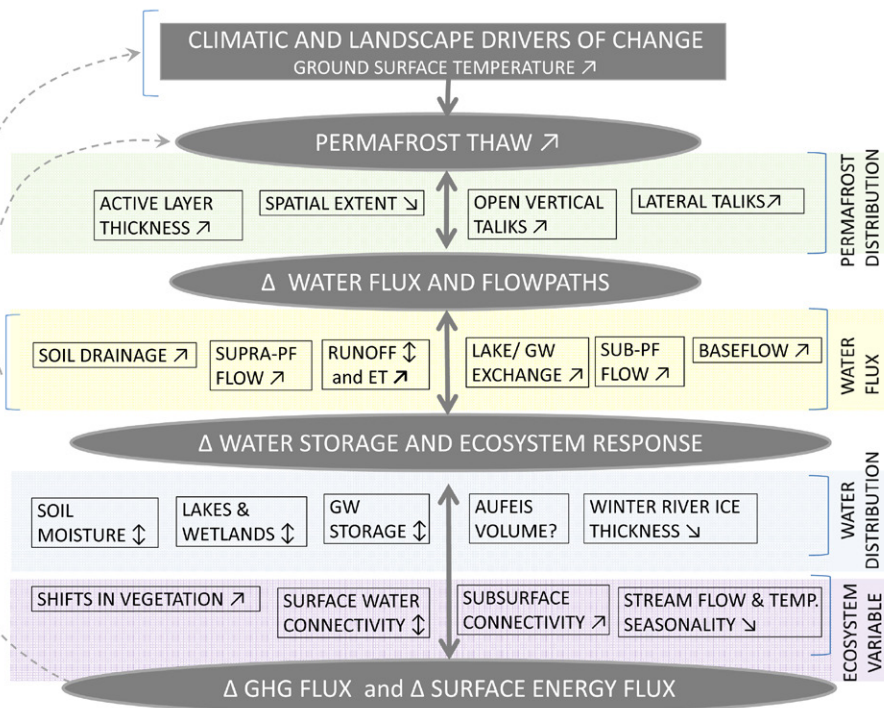 CLIMATIC AND LANDSCAPE DRIVERS OF CHANGE
GROUND SURFACE TEMPERATURE ↗
PERMAFROST THAW ↗
ACTIVE LAYER
THICKNESS ↗
SPATIAL EXTENT ↘
OPEN VERTICAL
TALIKS ↗
LATERAL TALIKS↗
PERMAFROST
DISTRIBUTION
Δ WATER FLUX AND FLOWPATHS
SOIL DRAINAGE ↗
SUPRA-PF
FLOW ↗
RUNOFF ↕
and ET ↗
LAKE/ GW
EXCHANGE ↗
SUB-PF
FLOW ↗
BASEFLOW ↗
WATER
FLUX
Δ WATER STORAGE AND ECOSYSTEM RESPONSE
SOIL
MOISTURE ↕
LAKES &
WETLANDS ↕
GW
STORAGE ↕
AUFEIS
VOLUME?
WINTER RIVER ICE
THICKNESS ↘
WATER
DISTRIBUTION
SHIFTS IN VEGETATION ↗
SURFACE WATER
CONNECTIVITY ↕
SUBSURFACE
CONNECTIVITY ↗
STREAM FLOW & TEMP.
SEASONALITY ↘
ECOSYSTEM
VARIABLE
Δ GHG FLUX and Δ SURFACE ENERGY FLUX